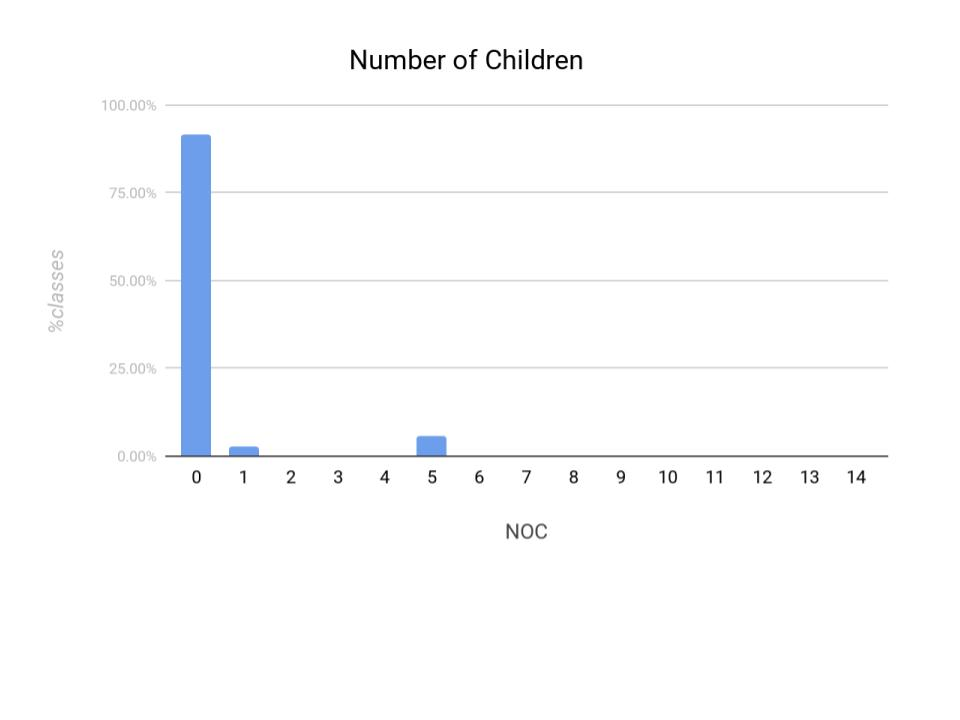 Number of Children
100.00%
75.00%
50.00%
25.00%
0.00%
%classes
0 1 2 3 4 5 6 7 8 9 10 11 12 13 14
NOC